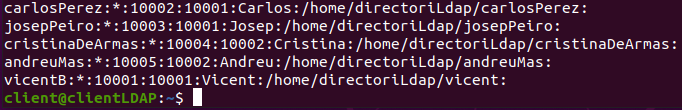 carlosPerez:*:10002:10001:Carlos:/home/directoriLdap/carlosPerez:
josepPeiro:*:10003:10001:Josep:/home/directoriLdap/josepPeiro:
cristinaDeArmas:*:10004:10002:Cristina:/home/directoriLdap/cristinaDeArmas:
andreuMas:*:10005:10002:Andreu:/home/directoriLdap/andreuMas:
vicentB:*:10001:10001:Vicent:/home/directoriLdap/vicent:
client@clientLDAP:~$